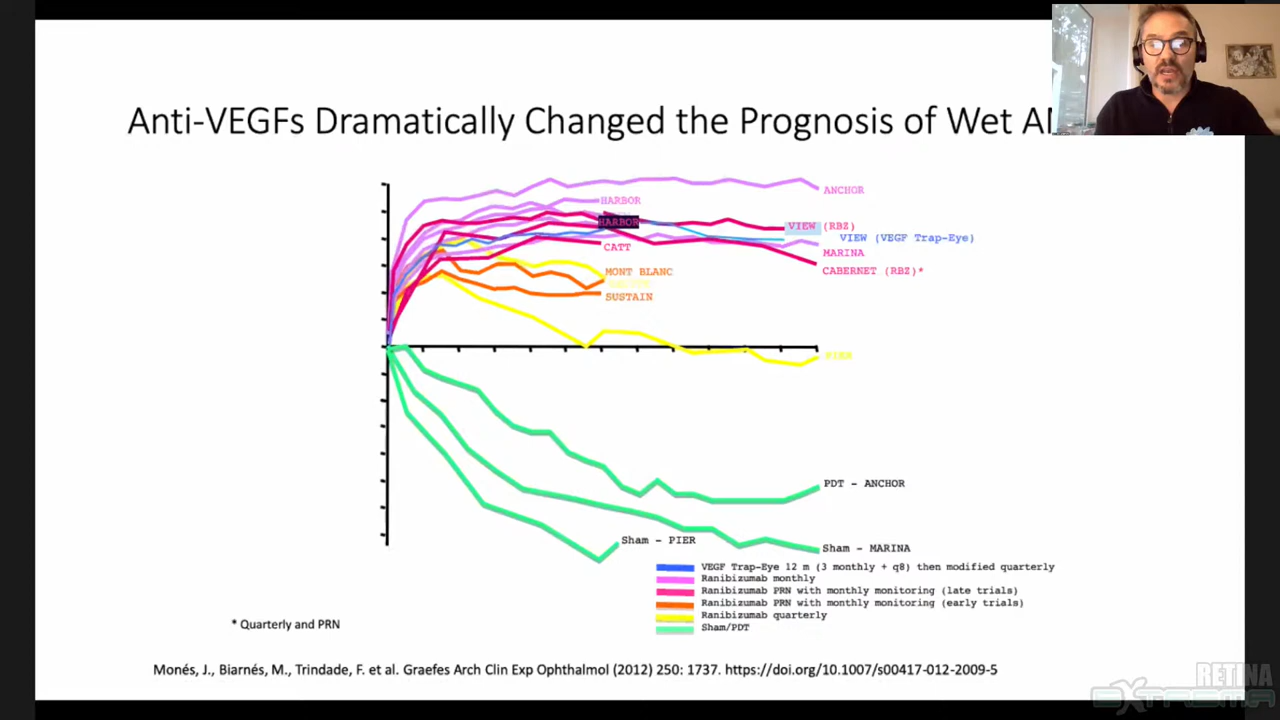 Anti-VEGFs Dramatically Changed the Prognosis of Wet
ANCHOR
HARBOR
HARBOR
VIEW (RBZ)
VIEW (VEGF Trap-Eye)
CATT
MARINA
CABERNET (RBZ)*
MONT BLANC
SUSTAIN
PIER
PDT - ANCHOR
Sham - PIER
Sham - MARINA
VEGF Trap-Eye 12 m (3 monthly + q8) then modified quarterly
Ranibizumab monthly
Ranibizumab PRN with monthly monitoring (late trials)
Ranibizumab PRN with monthly monitoring (early trials)
Ranibizumab quarterly
Sham/PDT
* Quarterly and PRN
Monés, J., Biarnés, M., Trindade, F. et al. Graefes Arch Clin Exp Ophthalmol (2012) 250: 1737. https://doi.org/10.1007/s00417-012-2009-5
RETINA
EXTREMA